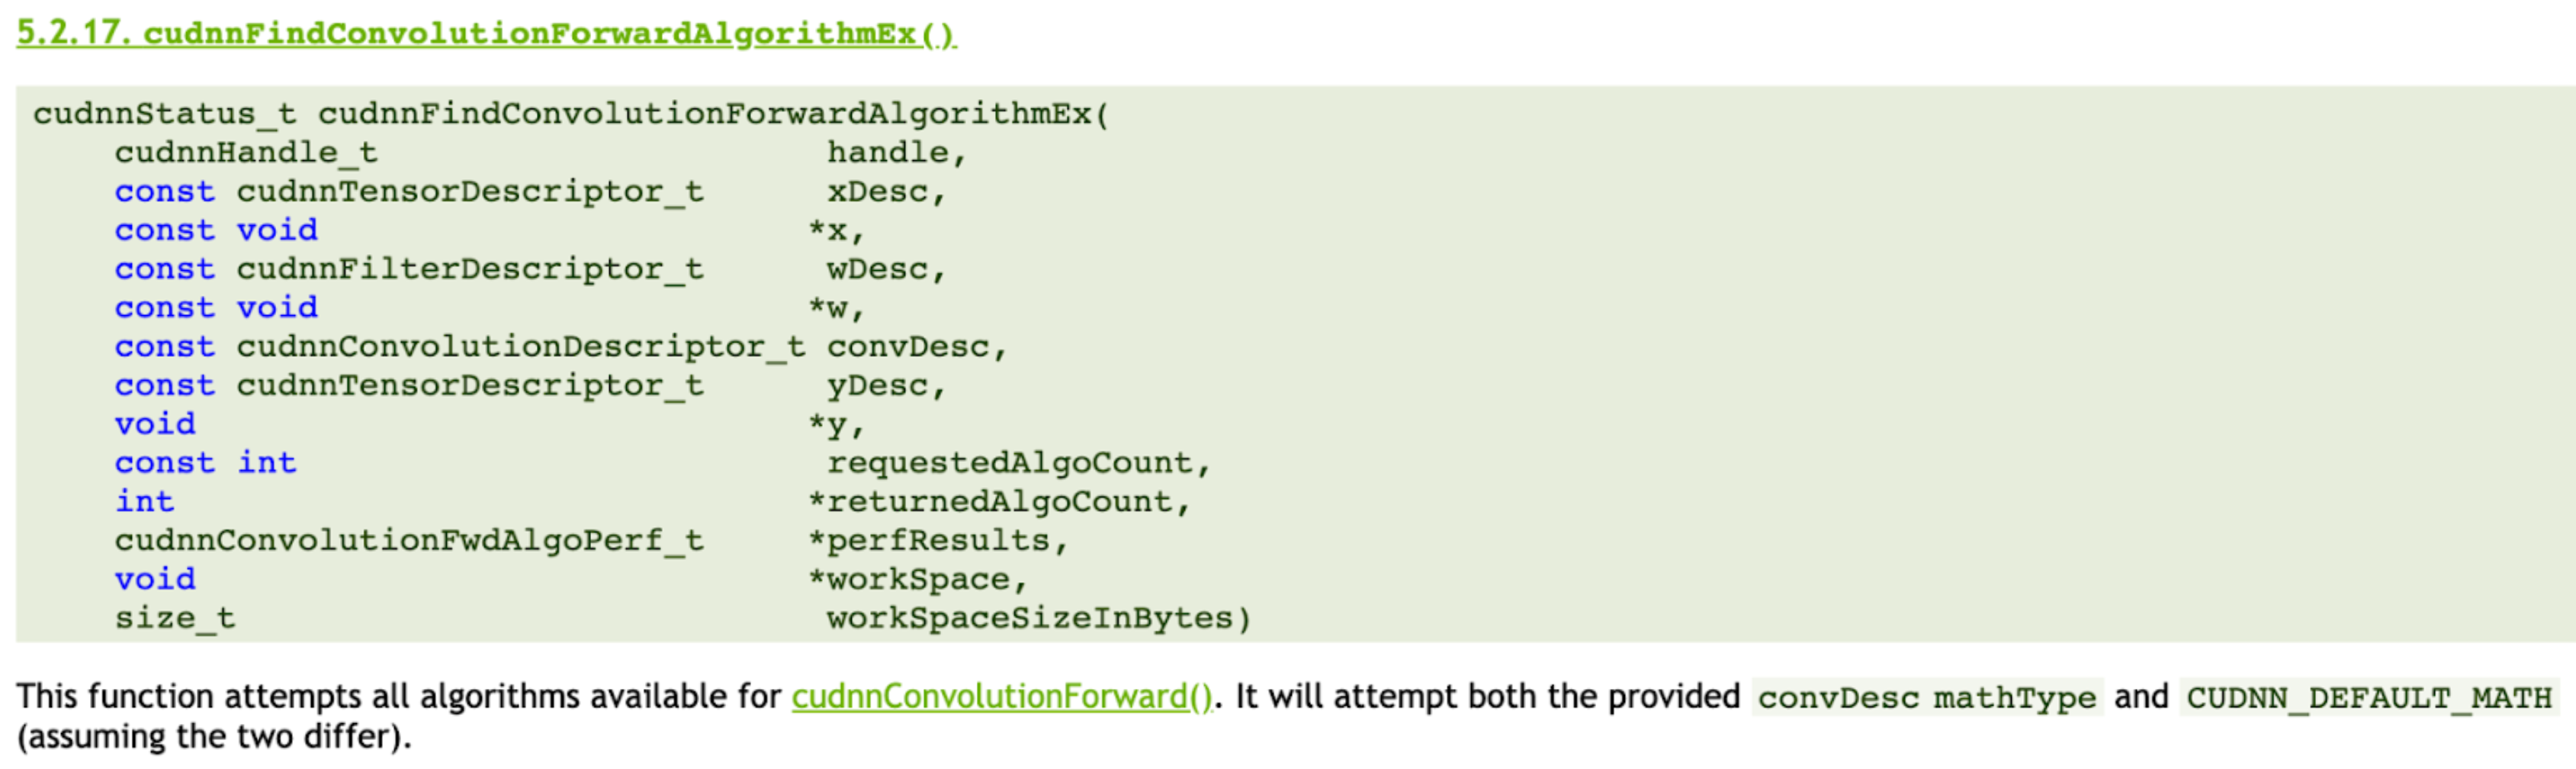 5.2.17. cudnnFindConvolutionForwardAlgorithmEx()
cudnnStatus_t cudnnFindConvolutionForwardAlgorithmEx(
cudnnHandle_t handle,
const cudnnTensorDescriptor_t xDesc,
const void *x,
const cudnnFilterDescriptor_t wDesc,
const void *w,
const cudnnConvolutionDescriptor_t convDesc,
const cudnnTensorDescriptor_t yDesc,
void *y,
const int requestedAlgoCount,
int *returnedAlgoCount,
cudnnConvolutionFwdAlgoPerf_t *perfResults,
void *workSpace,
size_t workSpaceSizeInBytes)
This function attempts all algorithms available for cudnnConvolutionForward(). It will attempt both the provided convDesc mathType and CUDNN_DEFAULT_MATH
(assuming the two differ).